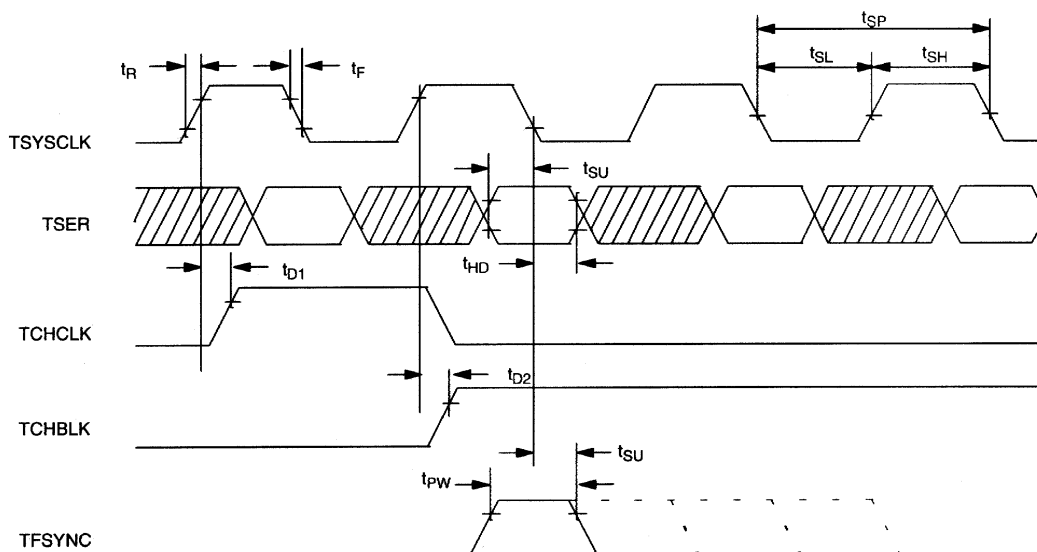 tSP
tR
tF
tSL
tSH
TSYSCLK
tSU
TSER
tHD
tD1
TCHCLK
tD2
TCHBLK
tSU
tPW
TFSYNC